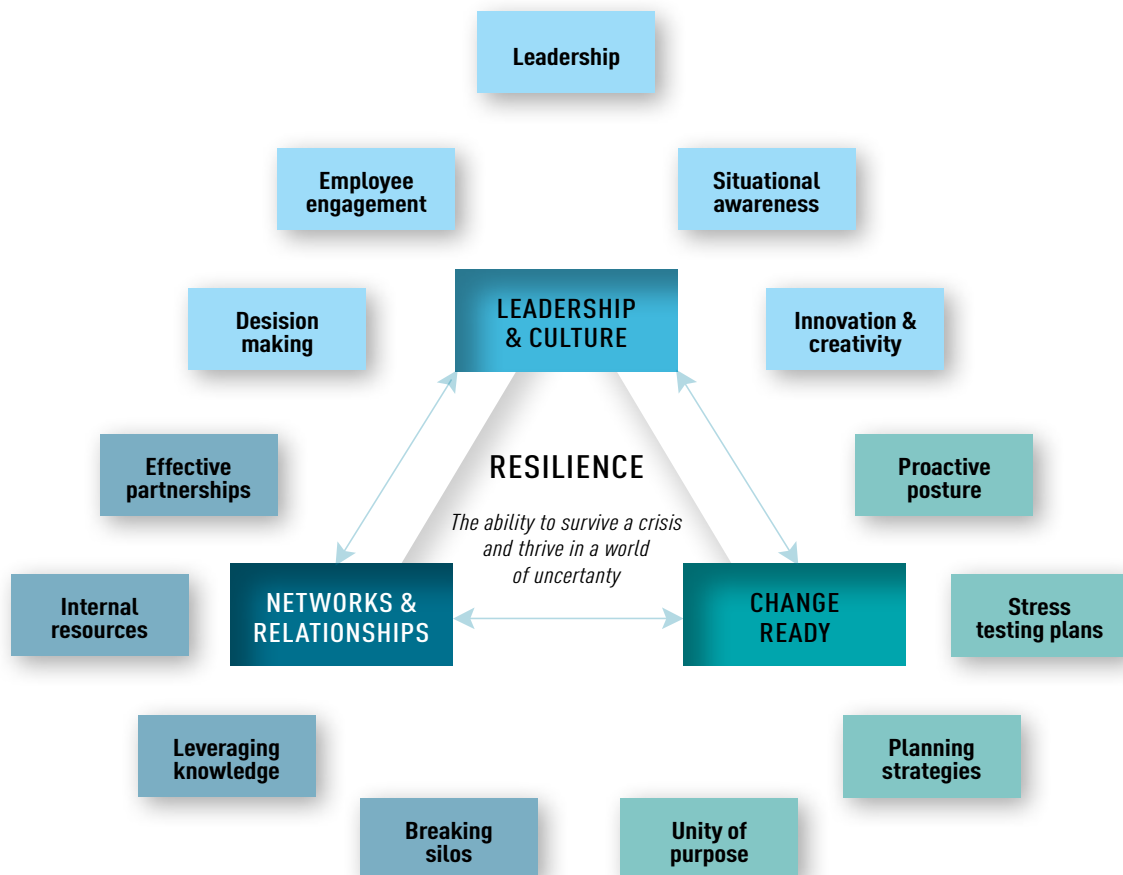 Leadership
Employee
engagement
Situational
awareness
LEADERSHIP
& CULTURE
Desision
making
Innovation &
creativity
Effective
partnerships
RESILIENCE
Proactive
posture
The ability to survive a crisis
and thrive in a world
of uncertanty
Internal
resources
NETWORKS &
RELATIONSHIPS
CHANGE
READY
Stress
testing plans
Leveraging
knowledge
Planning
strategies
Breaking
silos
Unity of
purpose